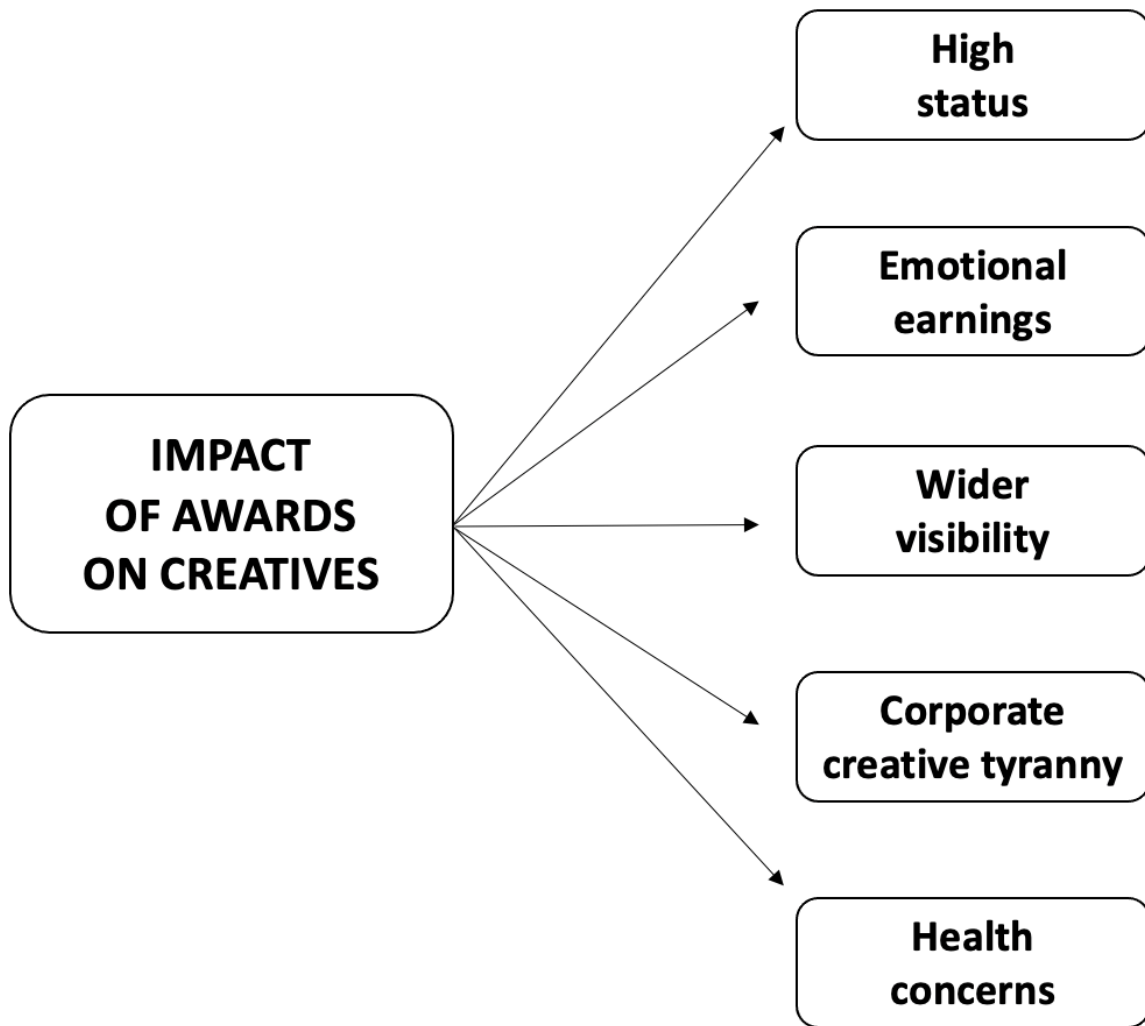 IMPACT
OF AWARDS
ON CREATIVES
High
status
Emotional
earnings
Wider
visibility
Corporate
creative tyranny
Health
concerns